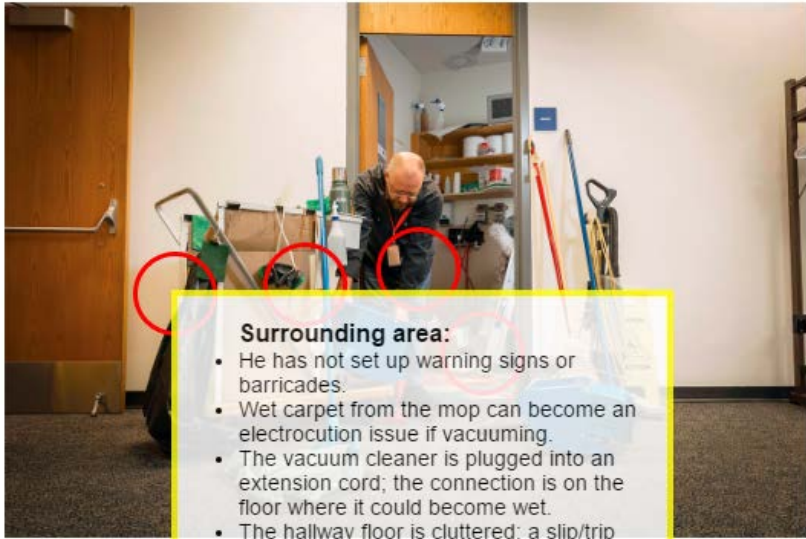 Surrounding area:
He has not set up warning signs or
barricades.
Wet carpet from the mop can become an
electrocution issue if vacuuming.
The vacuum cleaner is plugged into an
extension cord; the connection is on the
floor where it could become wet.
The hallway floor is cluttered; a slip/trip